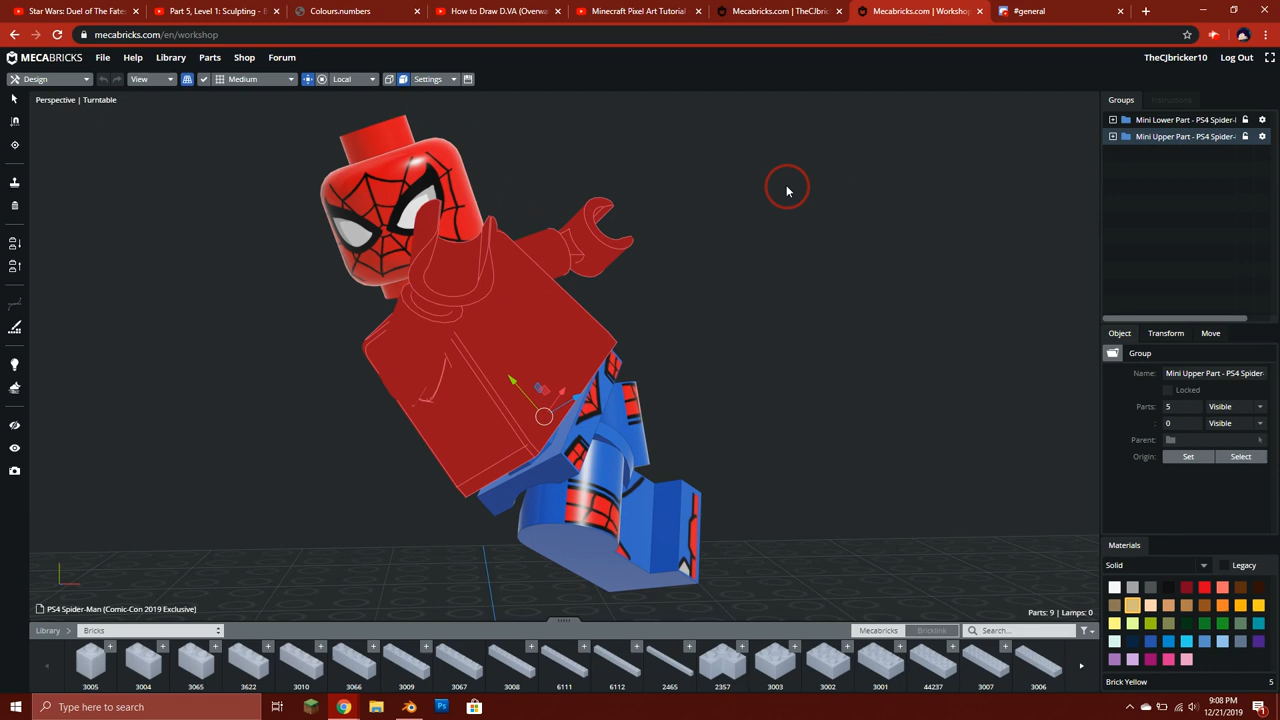 Star Wars: Duel of The Fates
Part 5, Level 1: Sculpting - B
Colours.numbers
How to Draw D.VA (Overwa
Minecraft Pixel Art Tutorial
Mecabricks.com | TheCJbric
Mecabricks.com | Workshop
#general
mecabricks.com/en/workshop
MECABRICKS File Help Library Parts Shop Forum TheCJbricker10 Log Out
Design View Medium Local Settings
Perspective | Turntable
Groups Instructions
Mini Lower Part - PS4 Spider-
Mini Upper Part - PS4 Spider-
Object Transform Move
Group
Name: Mini Upper Part - PS4 Spider-
Locked
Parts: 5 Visible
: 0 Visible
Parent:
Origin: Set Select
Materials
Solid Legacy
Brick Yellow 5
PS4 Spider-Man (Comic-Con 2019 Exclusive)
Parts: 9 | Lamps: 0
Library Bricks Mecabricks Bricklink Search...
3005 3004 3065 3622 3010 3066 3009 3067 3008 6111 6112 2465 2357 3003 3002 3001 44237 3007 3006
Type here to search
Ps
9:08 PM
12/21/2019
1